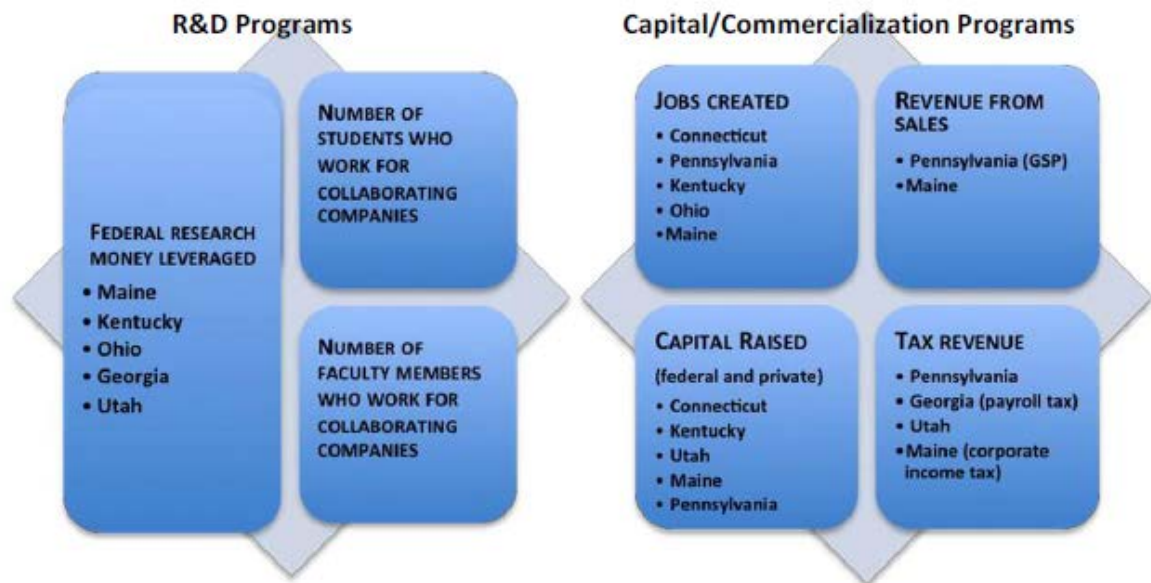 R&D Programs
FEDERAL RESEARCH
MONEY LEVERAGED
• Maine
• Kentucky
• Ohio
• Georgia
• Utah
NUMBER OF
STUDENTS WHO
WORK FOR
COLLABORATING
COMPANIES
NUMBER OF
FACULTY MEMBERS
WHO WORK FOR
COLLABORATING
COMPANIES
Capital/Commercialization Programs
JOBS CREATED
• Connecticut
• Pennsylvania
• Kentucky
• Ohio
• Maine
REVENUE FROM
SALES
• Pennsylvania (GSP)
• Maine
CAPITAL RAISED
(federal and private)
• Connecticut
• Kentucky
• Utah
• Maine
• Pennsylvania
TAX REVENUE
• Pennsylvania
• Georgia (payroll tax)
• Utah
• Maine (corporate
income tax)